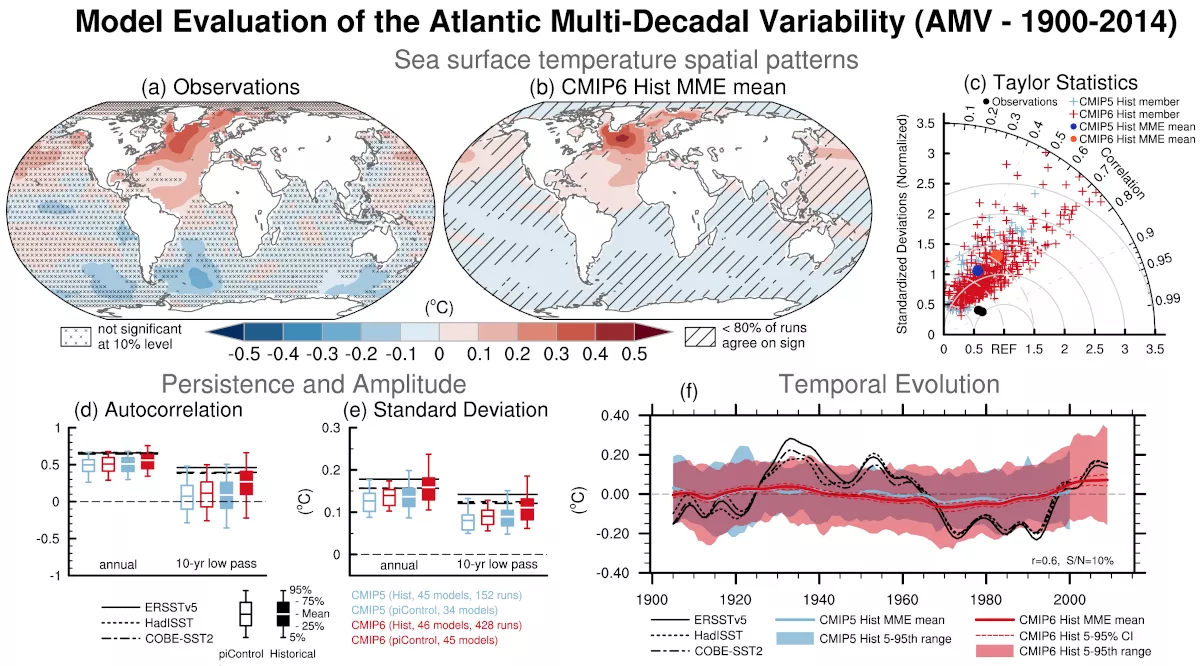 Model Evaluation of the Atlantic Multi-Decadal Variability (AMV - 1900-2014)
Sea surface temperature spatial patterns
(a) Observations
(b) CMIP6 Hist MME mean
(c) Taylor Statistics
Observations
CMIP5 Hist member
CMIP6 Hist member
CMIP5 Hist MME mean
CMIP6 Hist MME mean
Standardized Deviations (Normalized)
3.5
3
2.5
2
1.5
1
0.5
0
0.1
0.2
0.3
0.4
0.5
0.6
0.7
0.8
0.9
0.95
0.99
Correlation
0 0.5 REF 1.5 2 2.5 3 3.5
(°C)
not significant
at 10% level
-0.5 -0.4 -0.3 -0.2 -0.1 0 0.1 0.2 0.3 0.4 0.5
< 80% of runs
agree on sign
Persistence and Amplitude
(d) Autocorrelation
1
0.5
0
-0.5
-1
annual 10-yr low pass
(e) Standard Deviation
(°C)
0.3
0.2
0.1
0
annual 10-yr low pass
ERSSTv5
HadISST
COBE-SST2
95%
- 75%
- Mean
- 25%
5%
piControl Historical
CMIP5 (Hist, 45 models, 152 runs)
CMIP5 (piControl, 34 models)
CMIP6 (Hist, 46 models, 428 runs)
CMIP6 (piControl, 45 models)
Temporal Evolution
(f)
(°C)
0.40
0.20
0.00
-0.20
-0.40
r=0.6, S/N=10%
1900 1920 1940 1960 1980 2000
ERSSTv5
HadISST
COBE-SST2
CMIP5 Hist MME mean
CMIP5 Hist 5-95th range
CMIP6 Hist MME mean
CMIP6 Hist 5-95% CI
CMIP6 Hist 5-95th range